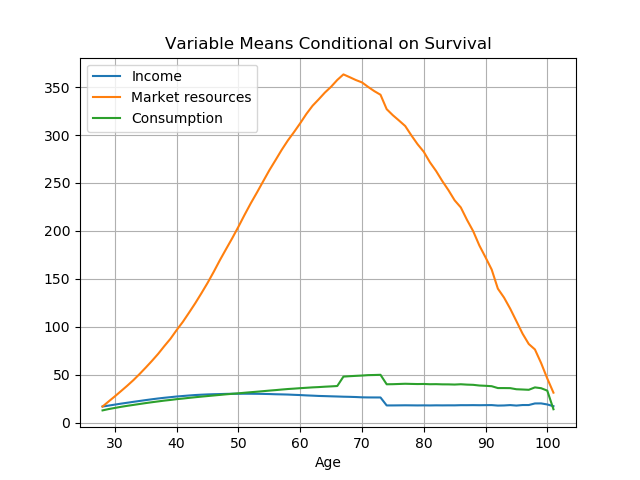 Variable Means Conditional on Survival
Income
Market resources
Consumption
350
300
250
200
150
100
50
0
30 40 50 60 70 80 90 100
Age